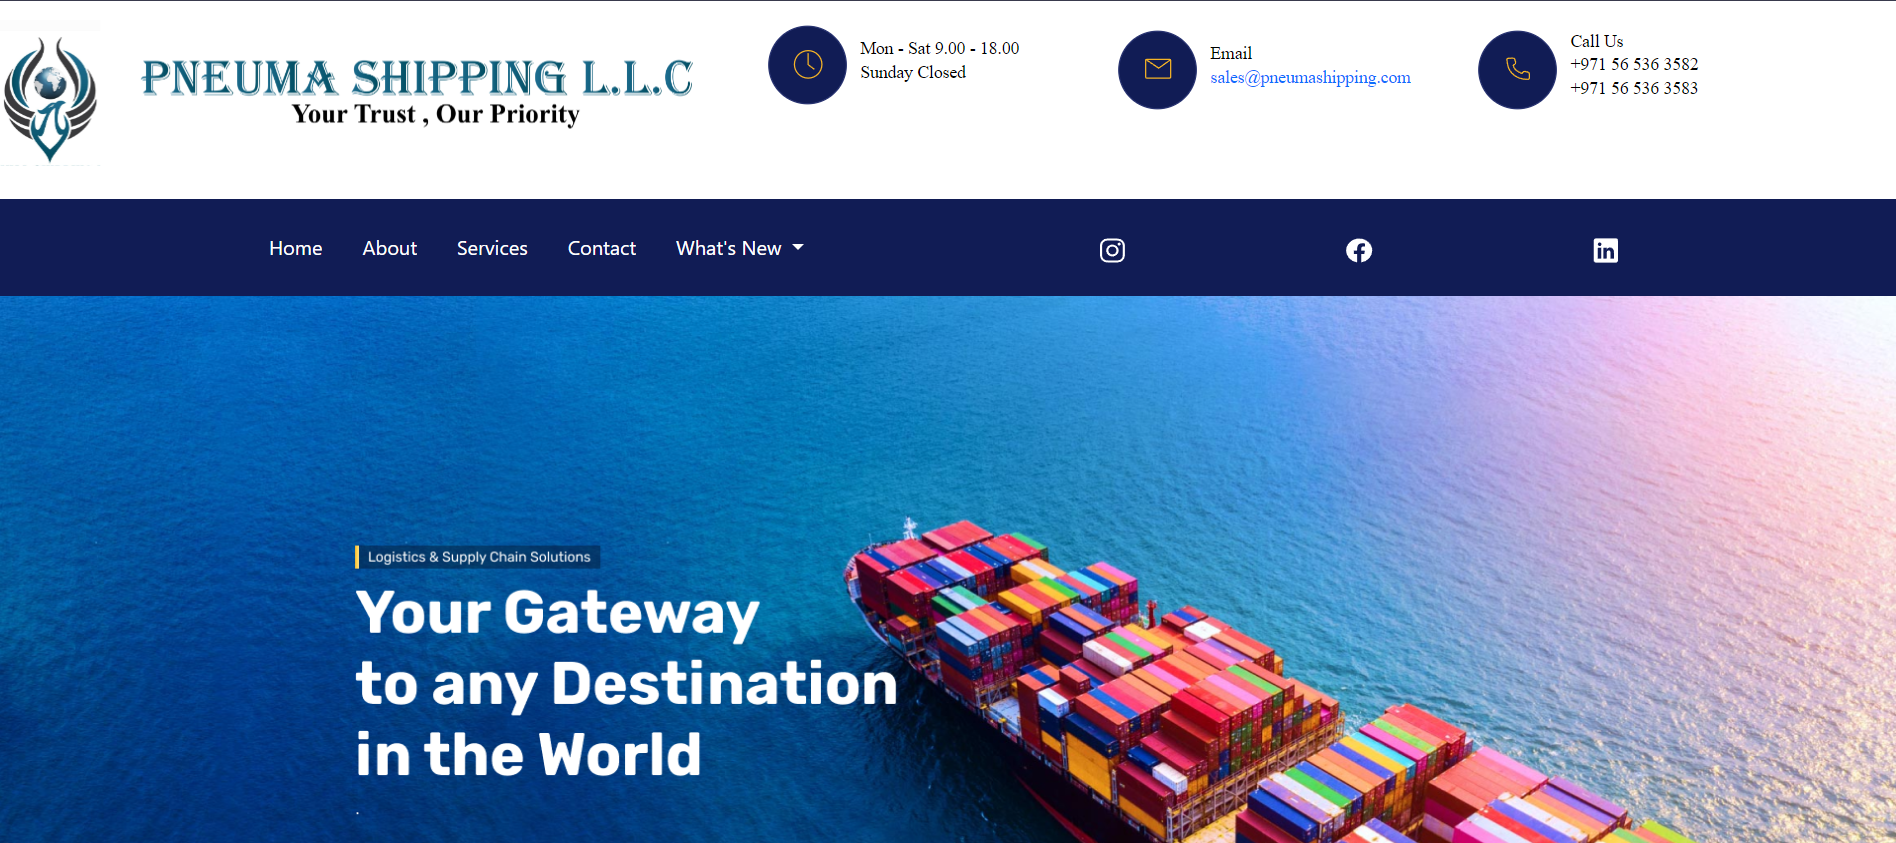 PNEUMA SHIPPING L.L.C
Your Trust , Our Priority
Mon - Sat 9.00 - 18.00
Sunday Closed
Email
sales@pneumashipping.com
Call Us
+971 56 536 3582
+971 56 536 3583
Home About Services Contact What's New
Logistics & Supply Chain Solutions
Your Gateway
to any Destination
in the World
.